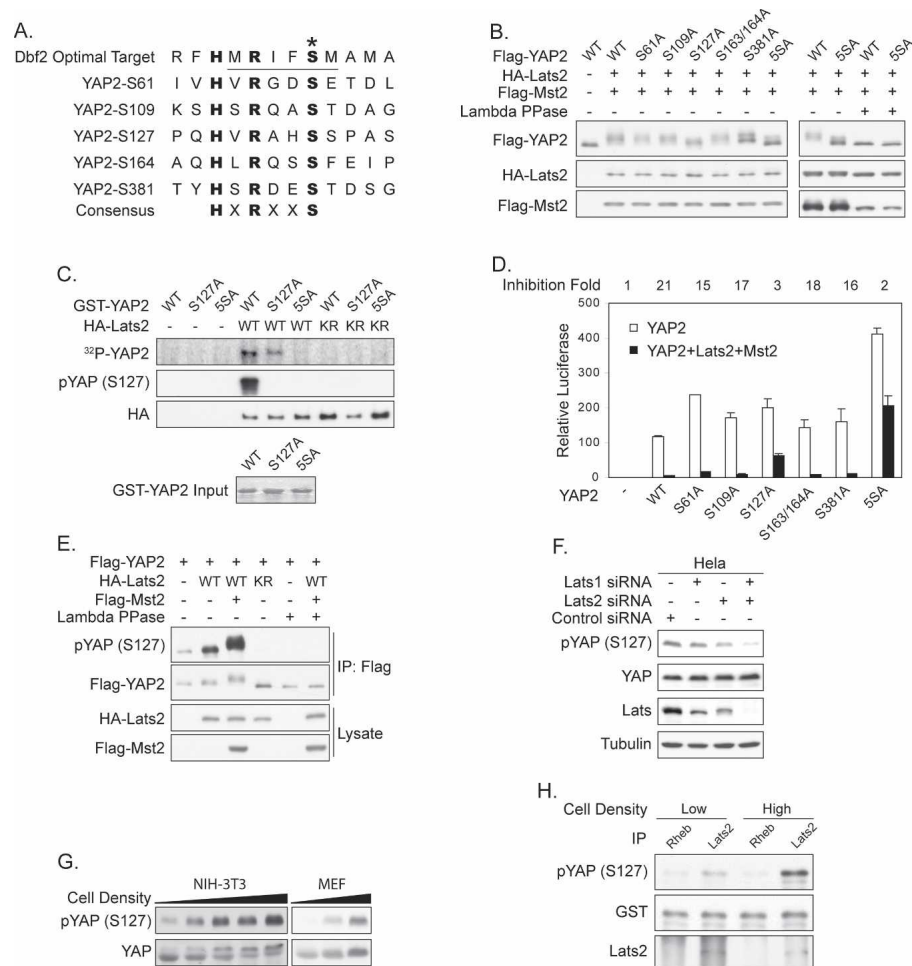 A.
*
Dbf2 Optimal Target R F H M R I F S M A M A
YAP2-S61 I V H V R G D S E T D L
YAP2-S109 K S H S R Q A S T D A G
YAP2-S127 P Q H V R A H S S P A S
YAP2-S164 A Q H L R Q S S F E I P
YAP2-S381 T Y H S R D E S T D S G
Consensus H X R X X S
B.
Flag-YAP2 WT WT S61A S109A S127A S163/164A S381A 5SA WT 5SA WT 5SA
HA-Lats2 - + + + + + + + + + + +
Flag-Mst2 - + + + + + + + + + + +
Lambda PPase - - + +
Flag-YAP2
HA-Lats2
Flag-Mst2
C.
GST-YAP2 WT S127A 5SA WT S127A 5SA WT S127A 5SA
HA-Lats2 - - - WT WT WT KR KR KR
32P-YAP2
pYAP (S127)
HA
WT S127A 5SA
GST-YAP2 Input
D.
Inhibition Fold 1 21 15 17 3 18 16 2
Relative Luciferase
500
400
300
200
100
0
YAP2
YAP2+Lats2+Mst2
YAP2 - WT S61A S109A S127A S163/164A S381A 5SA
E.
Flag-YAP2 + + + + + +
HA-Lats2 - WT WT KR - WT
Flag-Mst2 - - + - - +
Lambda PPase - - - - + +
pYAP (S127)
Flag-YAP2
IP: Flag
HA-Lats2
Flag-Mst2
Lysate
F.
Hela
Lats1 siRNA - + - +
Lats2 siRNA - - + +
Control siRNA + - - -
pYAP (S127)
YAP
Lats
Tubulin
G.
NIH-3T3 MEF
Cell Density
pYAP (S127)
YAP
H.
Cell Density Low High
IP Rheb Lats2 Rheb Lats2
pYAP (S127)
GST
Lats2